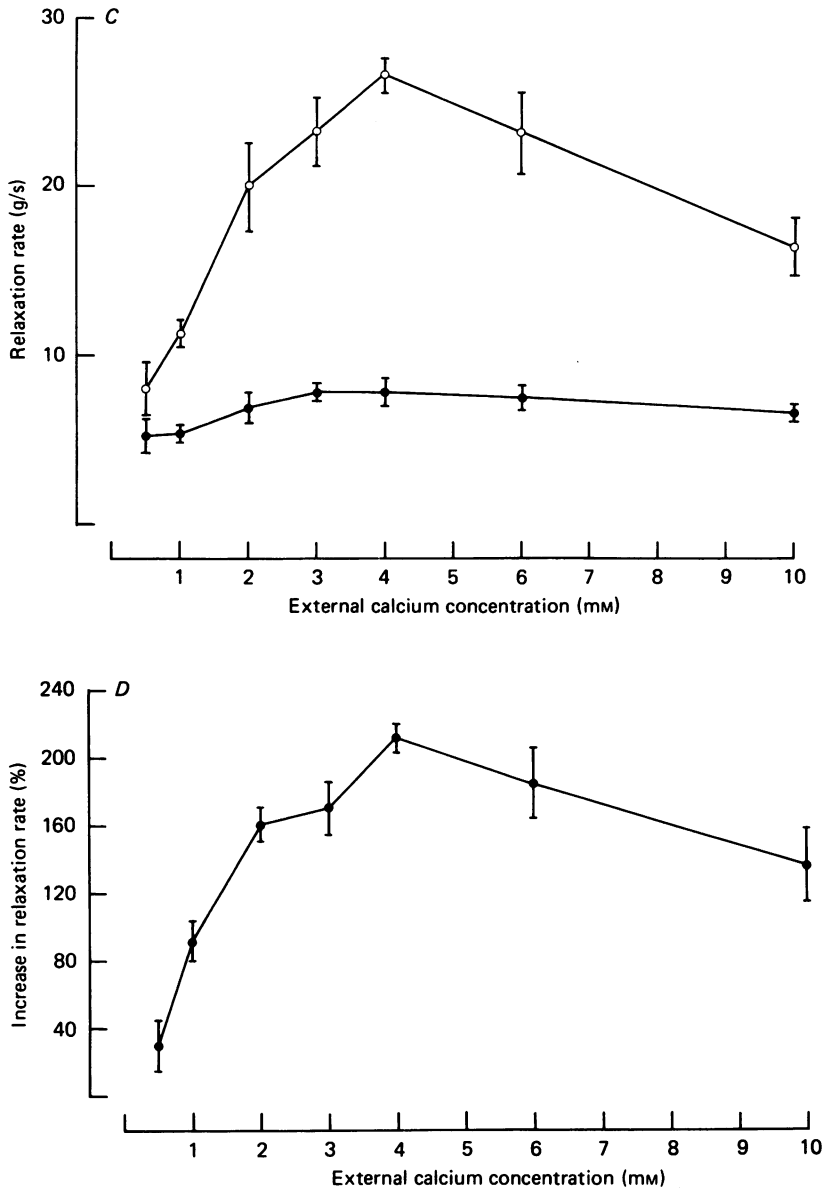 30
C
20
10
Relaxation rate (g/s)
1 2 3 4 5 6 7 8 9 10
External calcium concentration (mM)
240
D
200
160
120
80
40
Increase in relaxation rate (%)
1 2 3 4 5 6 7 8 9 10
External calcium concentration (mM)